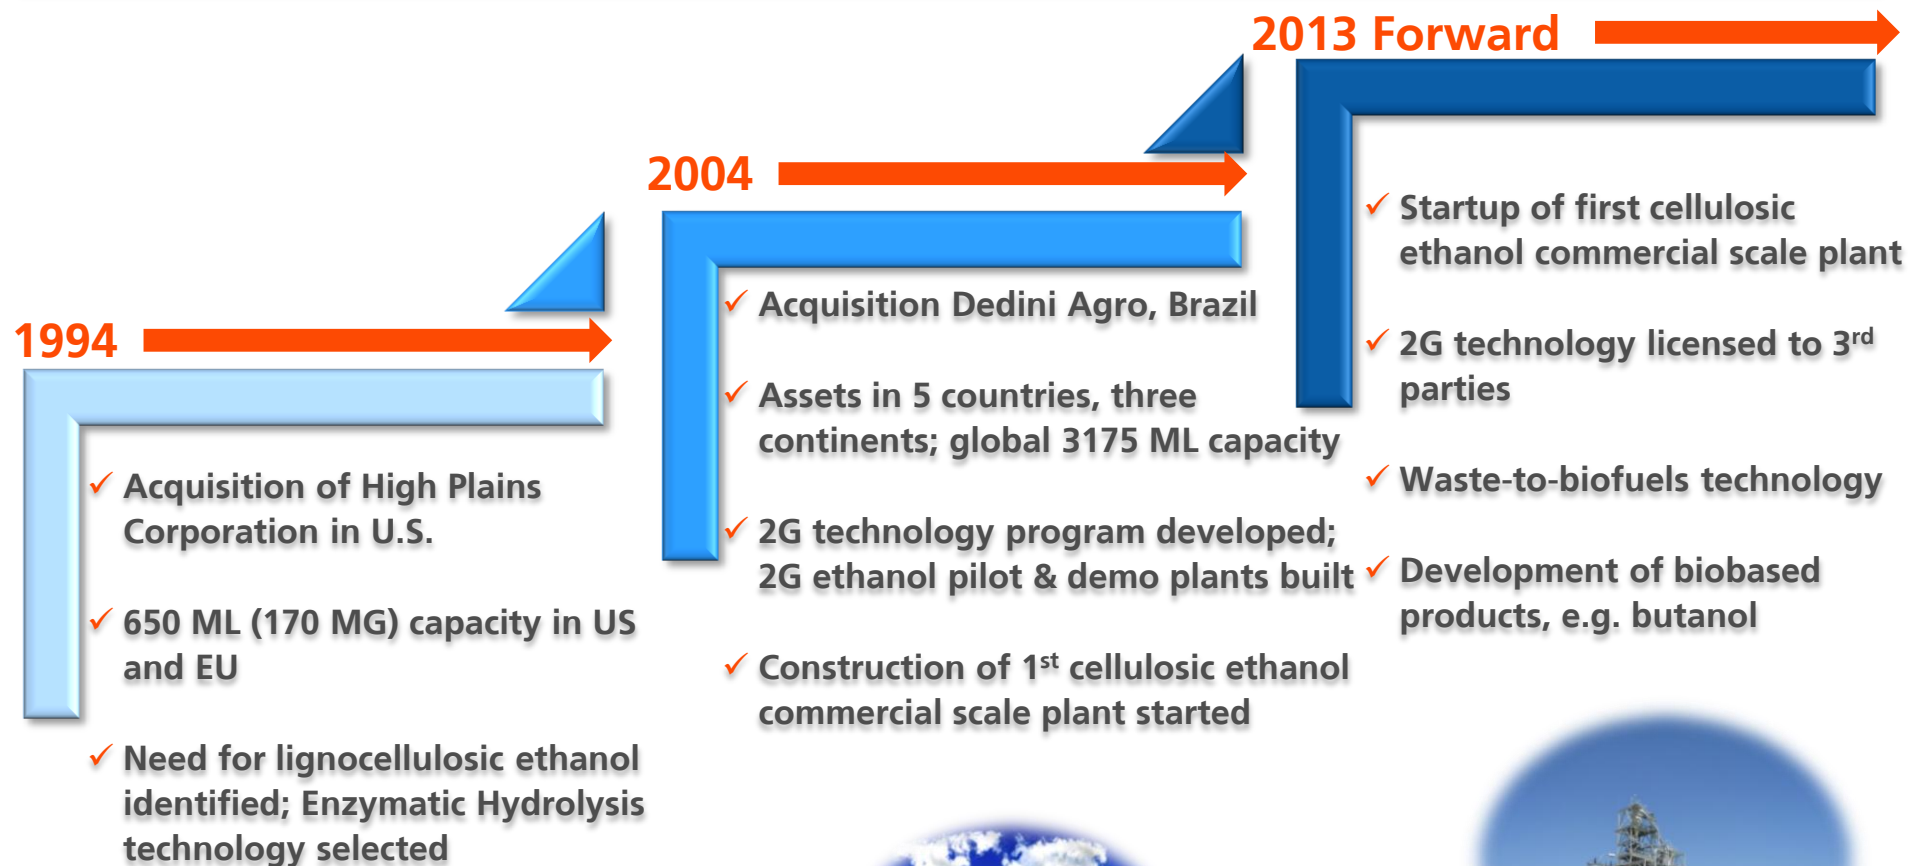 1994
✓ Acquisition of High Plains
Corporation in U.S.
✓ 650 ML (170 MG) capacity in US
and EU
✓ Need for lignocellulosic ethanol
identified; Enzymatic Hydrolysis
technology selected
2004
✓ Acquisition Dedini Agro, Brazil
✓ Assets in 5 countries, three
continents; global 3175 ML capacity
✓ 2G technology program developed;
2G ethanol pilot & demo plants built
✓ Construction of 1st cellulosic ethanol
commercial scale plant started
2013 Forward
✓ Startup of first cellulosic
ethanol commercial scale plant
✓ 2G technology licensed to 3rd
parties
✓ Waste-to-biofuels technology
✓ Development of biobased
products, e.g. butanol